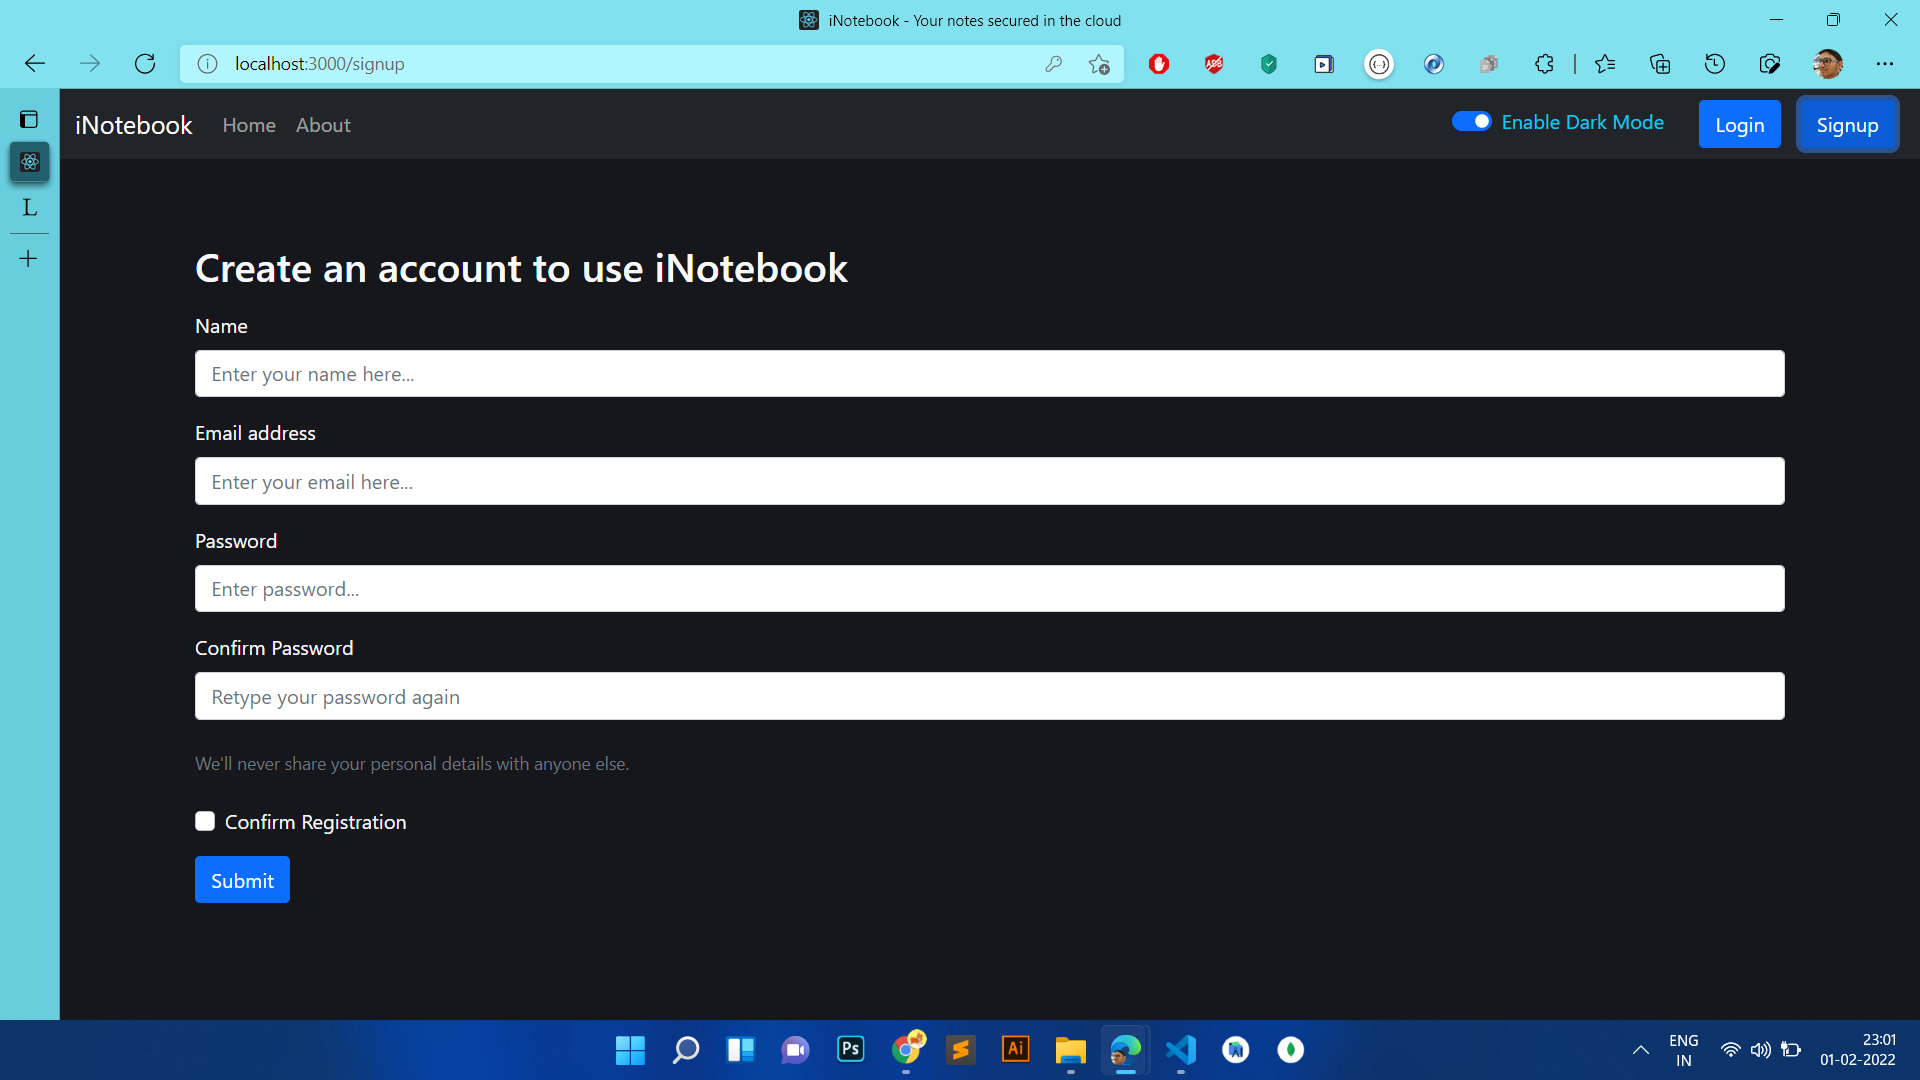 iNotebook - Your notes secured in the cloud
localhost:3000/signup
ABP
iNotebook
Home
About
Enable Dark Mode
Login
Signup
L
Create an account to use iNotebook
Name
Enter your name here...
Email address
Enter your email here...
Password
Enter password...
Confirm Password
Retype your password again
We'll never share your personal details with anyone else.
Confirm Registration
Submit
Ps
Ai
ENG
IN
23:01
01-02-2022